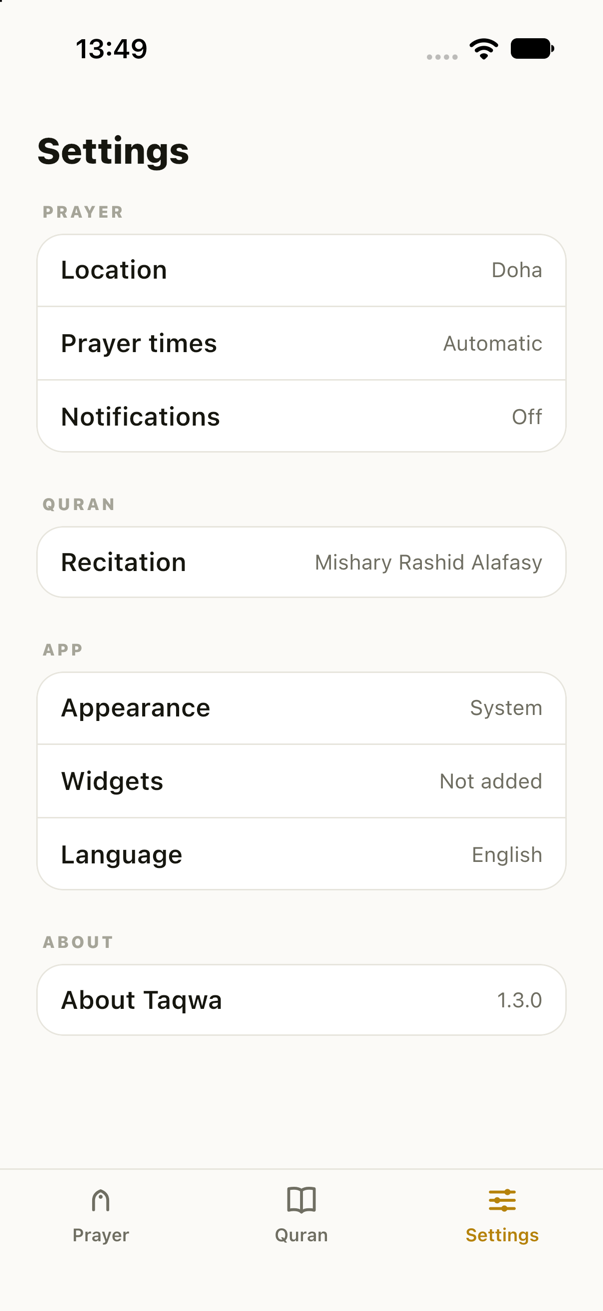 13:49
Settings
PRAYER
Location Doha
Prayer times Automatic
Notifications Off
QURAN
Recitation Mishary Rashid Alafasy
APP
Appearance System
Widgets Not added
Language English
ABOUT
About Taqwa 1.3.0
Prayer Quran Settings